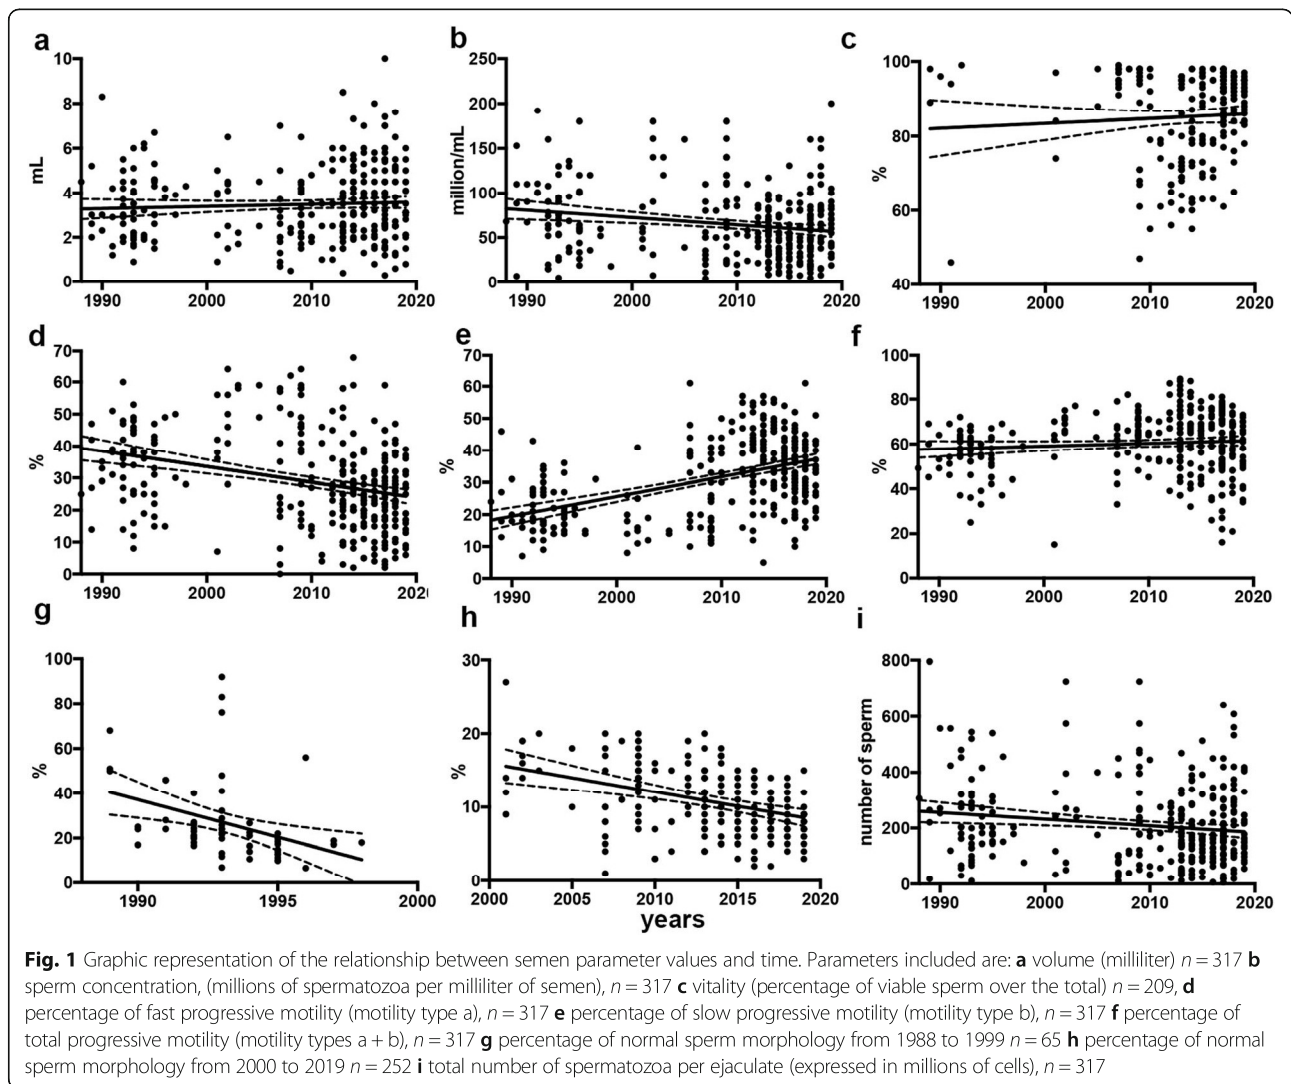 a
b
c
10
8
6
4
2
0
mL
1990 2000 2010 2020
250
200
150
100
50
0
million/mL
1990 2000 2010 2020
100
80
60
40
%
1990 2000 2010 2020
d
e
f
70
60
50
40
30
20
10
0
%
1990 2000 2010 202
70
60
50
40
30
20
10
0
%
1990 2000 2010 2020
100
80
60
40
20
0
%
1990 2000 2010 2020
g
h
i
100
80
60
40
20
0
%
1990 1995 2000
30
20
10
0
%
2000 2005 2010 2015 2020
years
800
600
400
200
0
number of sperm
1990 2000 2010 2020
Fig. 1 Graphic representation of the relationship between semen parameter values and time. Parameters included are: a volume (milliliter) n = 317 b
sperm concentration, (millions of spermatozoa per milliliter of semen), n = 317 c vitality (percentage of viable sperm over the total) n = 209, d
percentage of fast progressive motility (motility type a), n = 317 e percentage of slow progressive motility (motility type b), n = 317 f percentage of
total progressive motility (motility types a + b), n = 317 g percentage of normal sperm morphology from 1988 to 1999 n = 65 h percentage of normal
sperm morphology from 2000 to 2019 n = 252 i total number of spermatozoa per ejaculate (expressed in millions of cells), n = 317